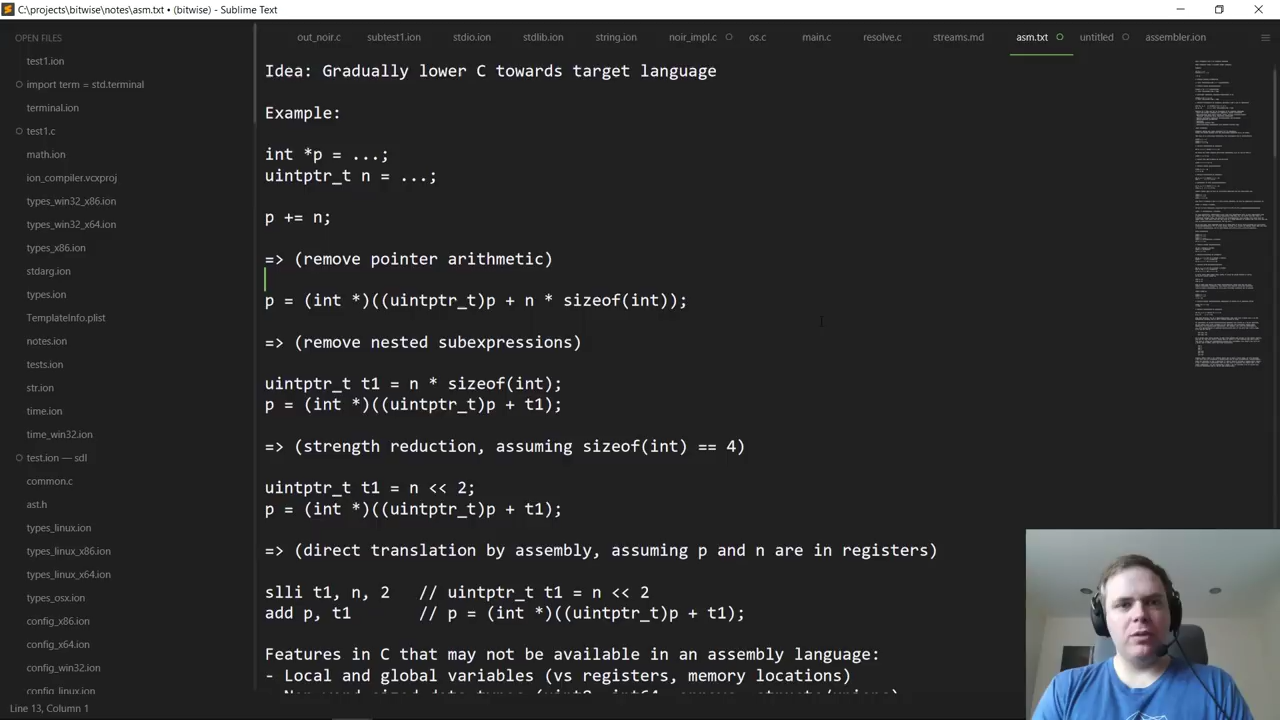 C:\projects\bitwise\notes\asm.txt • (bitwise) - Sublime Text
OPEN FILES
test1.ion
import term = std.terminal
terminal.ion
test1.c
math.ion
ion_compiler.vcxproj
types_win32_x86.ion
types_win32_x64.ion
types_x86.ion
stdarg.ion
types.ion
TemplateInfo.plist
notes.ion
tests.ion
str.ion
time.ion
time_win32.ion
test.ion — sdl
common.c
ast.h
types_linux.ion
types_linux_x86.ion
types_linux_x64.ion
types_osx.ion
config_x86.ion
config_x64.ion
config_win32.ion
config_linux.ion
out_noir.c subtest1.ion stdio.ion stdlib.ion string.ion noir_impl.c os.c main.c resolve.c streams.md asm.txt untitled assembler.ion
Idea: Gradually lower C towards target language
Example:
int *p = ...;
uintptr_t n = ...;
p += n;
=> (remove pointer arithmetic)
p = (int *)((uintptr_t)p + n * sizeof(int));
=> (remove nested subexpressions)
uintptr_t t1 = n * sizeof(int);
p = (int *)((uintptr_t)p + t1);
=> (strength reduction, assuming sizeof(int) == 4)
uintptr_t t1 = n << 2;
p = (int *)((uintptr_t)p + t1);
=> (direct translation by assembly, assuming p and n are in registers)
slli t1, n, 2 // uintptr_t t1 = n << 2
add p, t1 // p = (int *)((uintptr_t)p + t1);
Features in C that may not be available in an assembly language:
- Local and global variables (vs registers, memory locations)
Line 13, Column 1